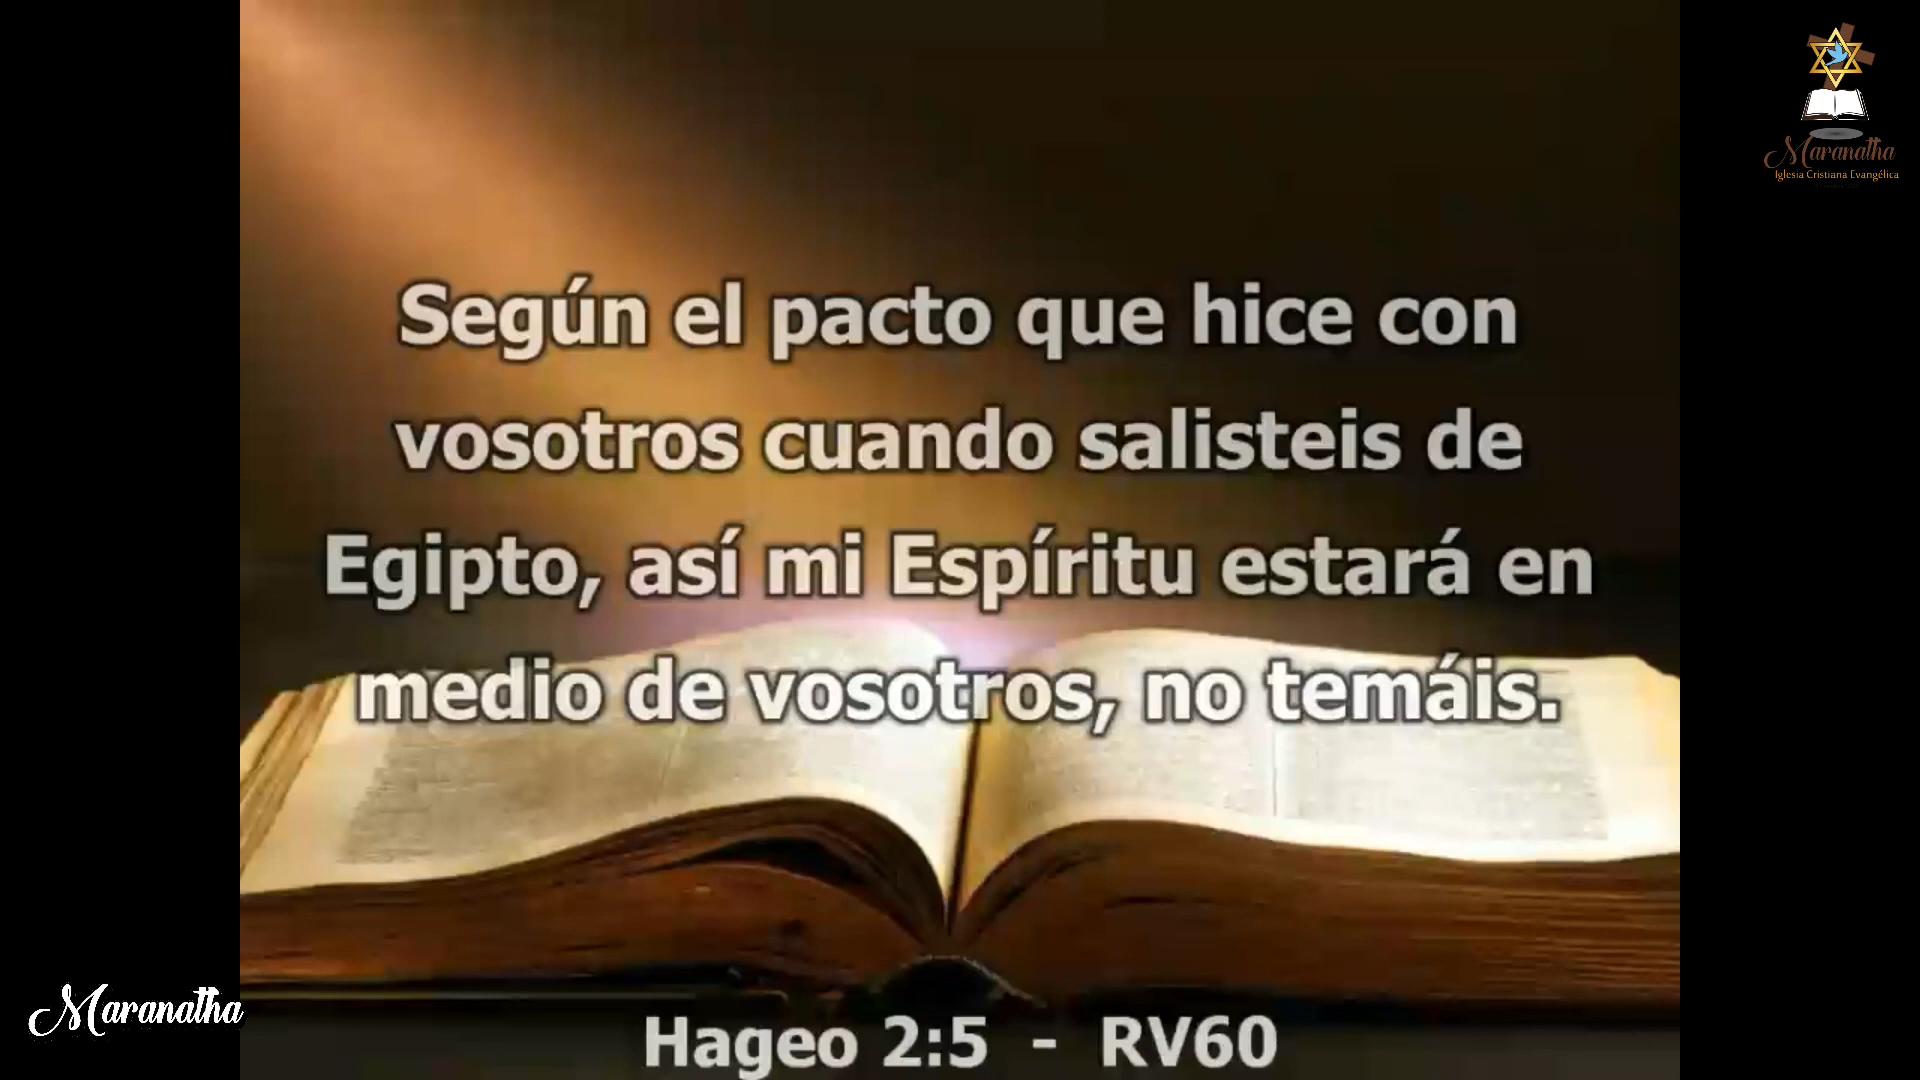 Maranatha
Iglesia Cristiana Evangélica
Según el pacto que hice con
vosotros cuando salisteis de
Egipto, así mi Espíritu estará en
medio de vosotros, no temáis.
Maranatha
Hageo 2:5 - RV60